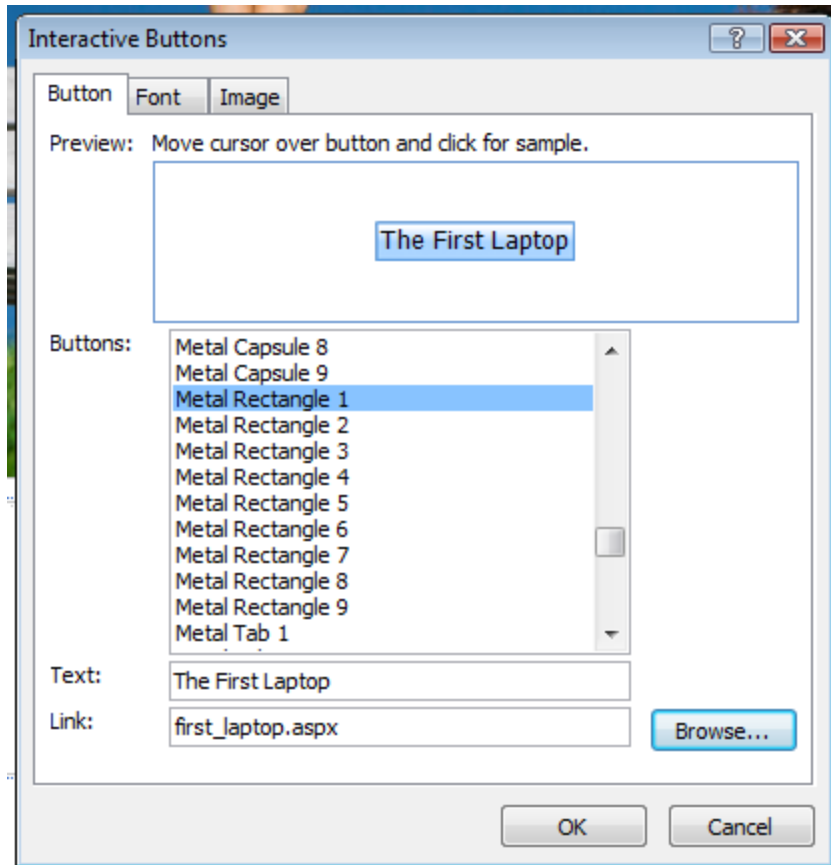 Interactive Buttons
Button Font Image
Preview: Move cursor over button and click for sample.
The First Laptop
Buttons:
Metal Capsule 8
Metal Capsule 9
Metal Rectangle 1
Metal Rectangle 2
Metal Rectangle 3
Metal Rectangle 4
Metal Rectangle 5
Metal Rectangle 6
Metal Rectangle 7
Metal Rectangle 8
Metal Rectangle 9
Metal Tab 1
Text: The First Laptop
Link: first_laptop.aspx Browse...
OK Cancel